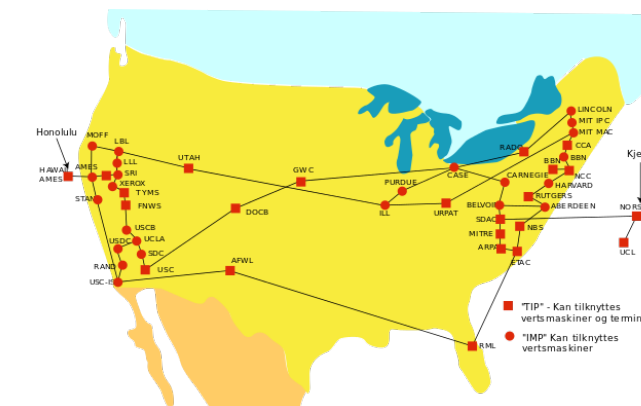 LINCOLN
MIT IPC
MIT MAC
Honolulu
MOFF
LBL
CCA
RADC
UTAH
LLL
BBN
BBN
AMES
SRI
GWC
CASE
CARNEGIE
NCC
HAWAII
AMES
XEROX
PURDUE
HARVARD
TYMS
RUTGERS
STAN
FNWS
DOCB
ILL
URPAT
BELVOIR
ABERDEEN
NORS
SDAC
USCB
NBS
USDC
UCLA
MITRE
SDC
ARPA
UCL
RAND
USC
AFWL
ETAC
USC-IS
"TIP" - Kan tilknyttes
vertsmaskiner og termin
"IMP" Kan tilknyttes
vertsmaskiner
RML
Kje